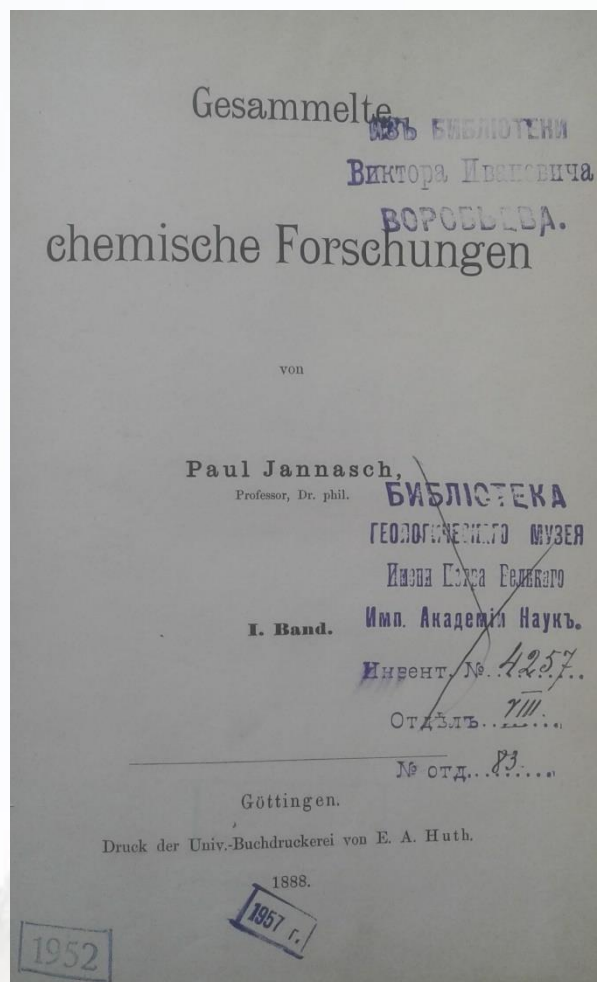 Gesammelte
ИЗЪ БИБЛІОТЕКИ
Виктора Ивановича
ВОРОБЬЕВА.
chemische Forschungen
von
Paul Jannasch,
Professor, Dr. phil.
БИБЛІОТЕКА
ГЕОЛОГИЧЕСКАГО МУЗЕЯ
Имени Петра Великаго
Имп. Академіи Наукъ.
I. Band.
Инвент. №...4257...
Отдѣлъ...VIII...
№ отд....83....
Göttingen.
Druck der Univ.-Buchdruckerei von E. A. Huth.
1888.
1957 г.
1952